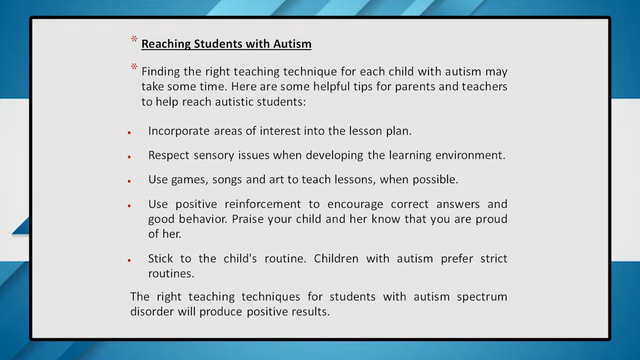 * Reaching Students with Autism
* Finding the right teaching technique for each child with autism may
take some time. Here are some helpful tips for parents and teachers
to help reach autistic students:
• Incorporate areas of interest into the lesson plan.
• Respect sensory issues when developing the learning environment.
• Use games, songs and art to teach lessons, when possible.
• Use positive reinforcement to encourage correct answers and
good behavior. Praise your child and her know that you are proud
of her.
• Stick to the child's routine. Children with autism prefer strict
routines.
The right teaching techniques for students with autism spectrum
disorder will produce positive results.